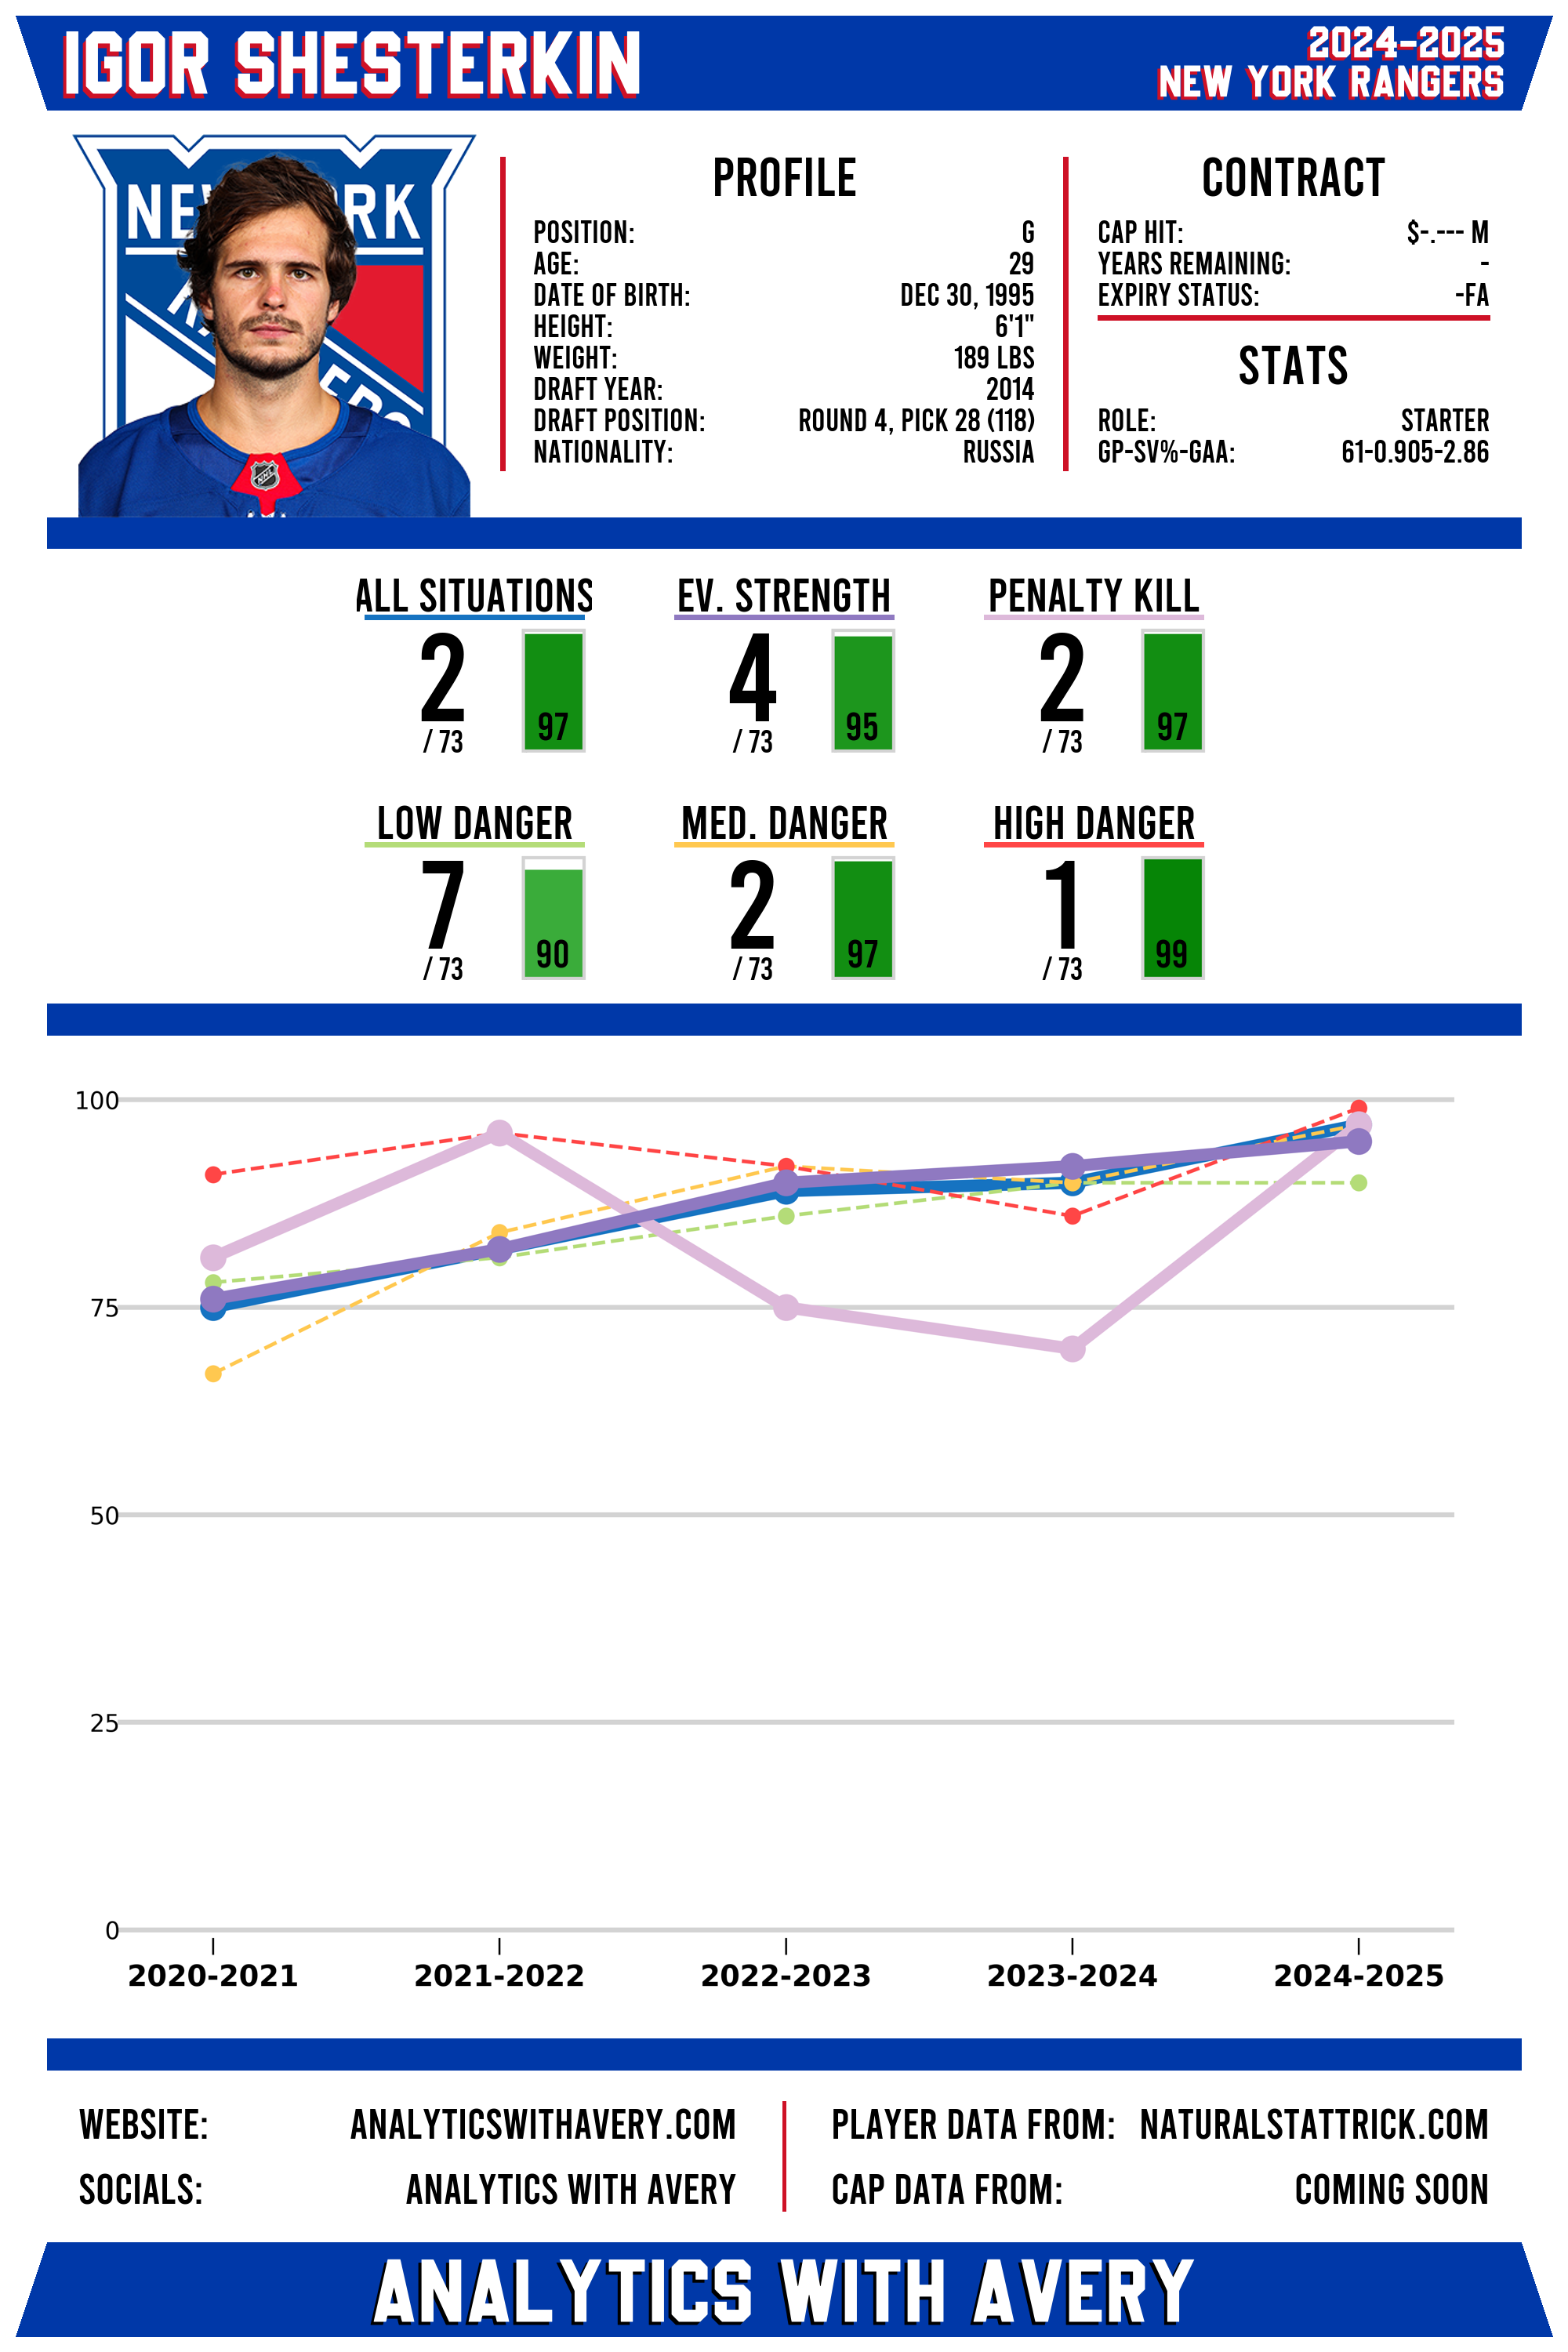 IGOR SHESTERKIN
2024-2025
NEW YORK RANGERS
NEW YORK
PROFILE
POSITION: G
AGE: 29
DATE OF BIRTH: DEC 30, 1995
HEIGHT: 6'1"
WEIGHT: 189 LBS
DRAFT YEAR: 2014
DRAFT POSITION: ROUND 4, PICK 28 (118)
NATIONALITY: RUSSIA
CONTRACT
CAP HIT: $-.--- M
YEARS REMAINING: -
EXPIRY STATUS: -FA
STATS
ROLE: STARTER
GP-SV%-GAA: 61-0.905-2.86
ALL SITUATIONS
2
/ 73
97
EV. STRENGTH
4
/ 73
95
PENALTY KILL
2
/ 73
97
LOW DANGER
7
/ 73
90
MED. DANGER
2
/ 73
97
HIGH DANGER
1
/ 73
99
100
75
50
25
0
2020-2021 2021-2022 2022-2023 2023-2024 2024-2025
WEBSITE: ANALYTICSWITHAVERY.COM
SOCIALS: ANALYTICS WITH AVERY
PLAYER DATA FROM: NATURALSTATTRICK.COM
CAP DATA FROM: COMING SOON
ANALYTICS WITH AVERY